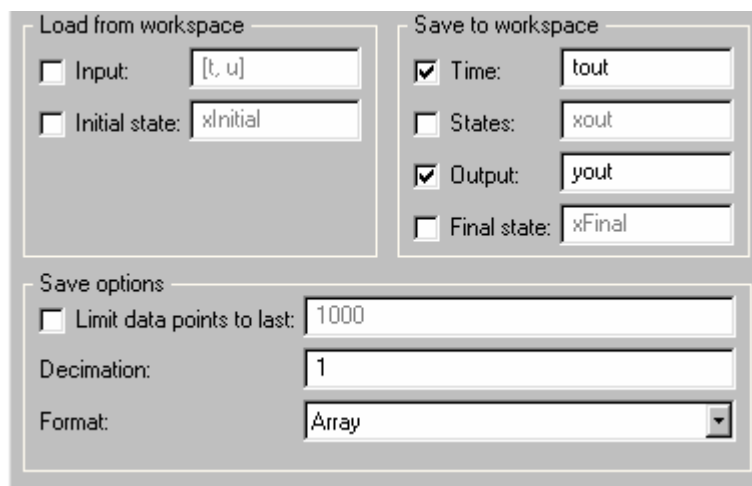 Load from workspace
Input: [t, u]
Initial state: xInitial
Save to workspace
Time: tout
States: xout
Output: yout
Final state: xFinal
Save options
Limit data points to last: 1000
Decimation: 1
Format: Array